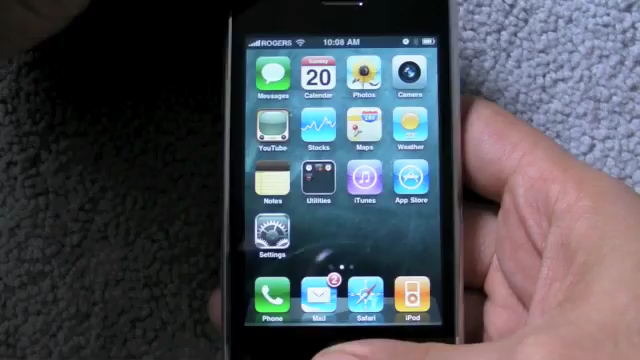 ROGERS 10:08 AM
Sunday
20
280
Messages Calendar Photos Camera
YouTube Stocks Maps Weather
Notes Utilities iTunes App Store
Settings
2
Phone Mail Safari iPod